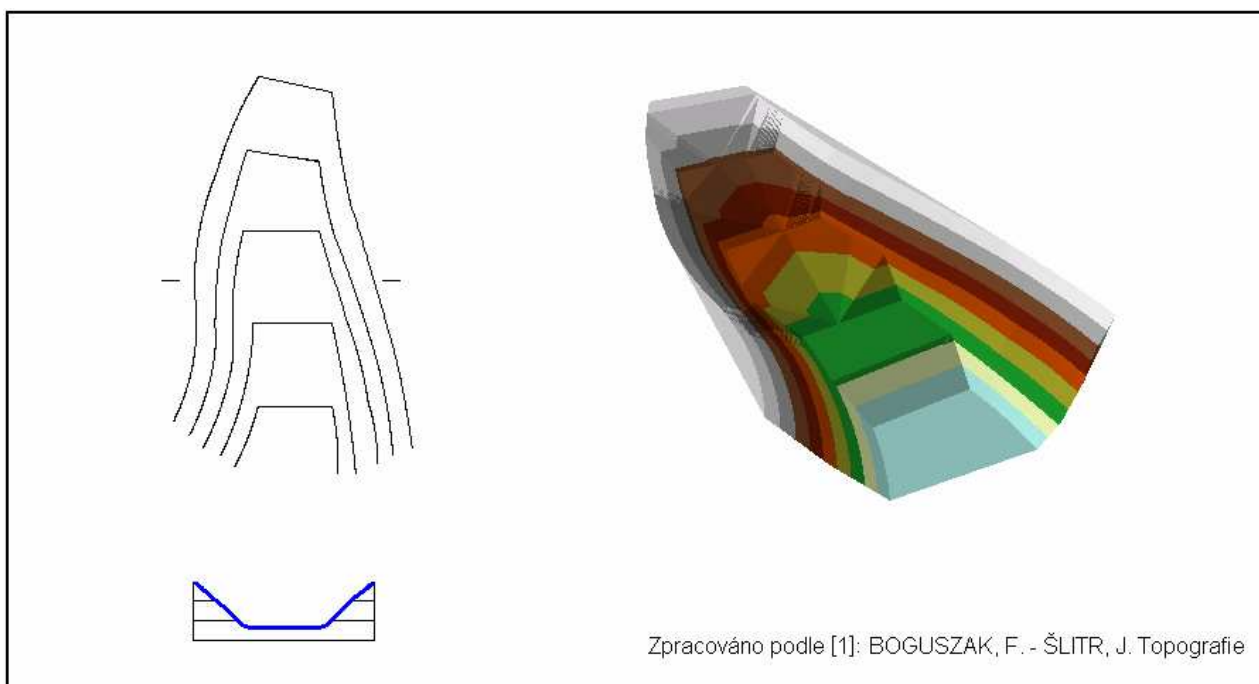 Zpracováno podle [1]: BOGUSZAK, F. - ŠLITR, J. Topografie